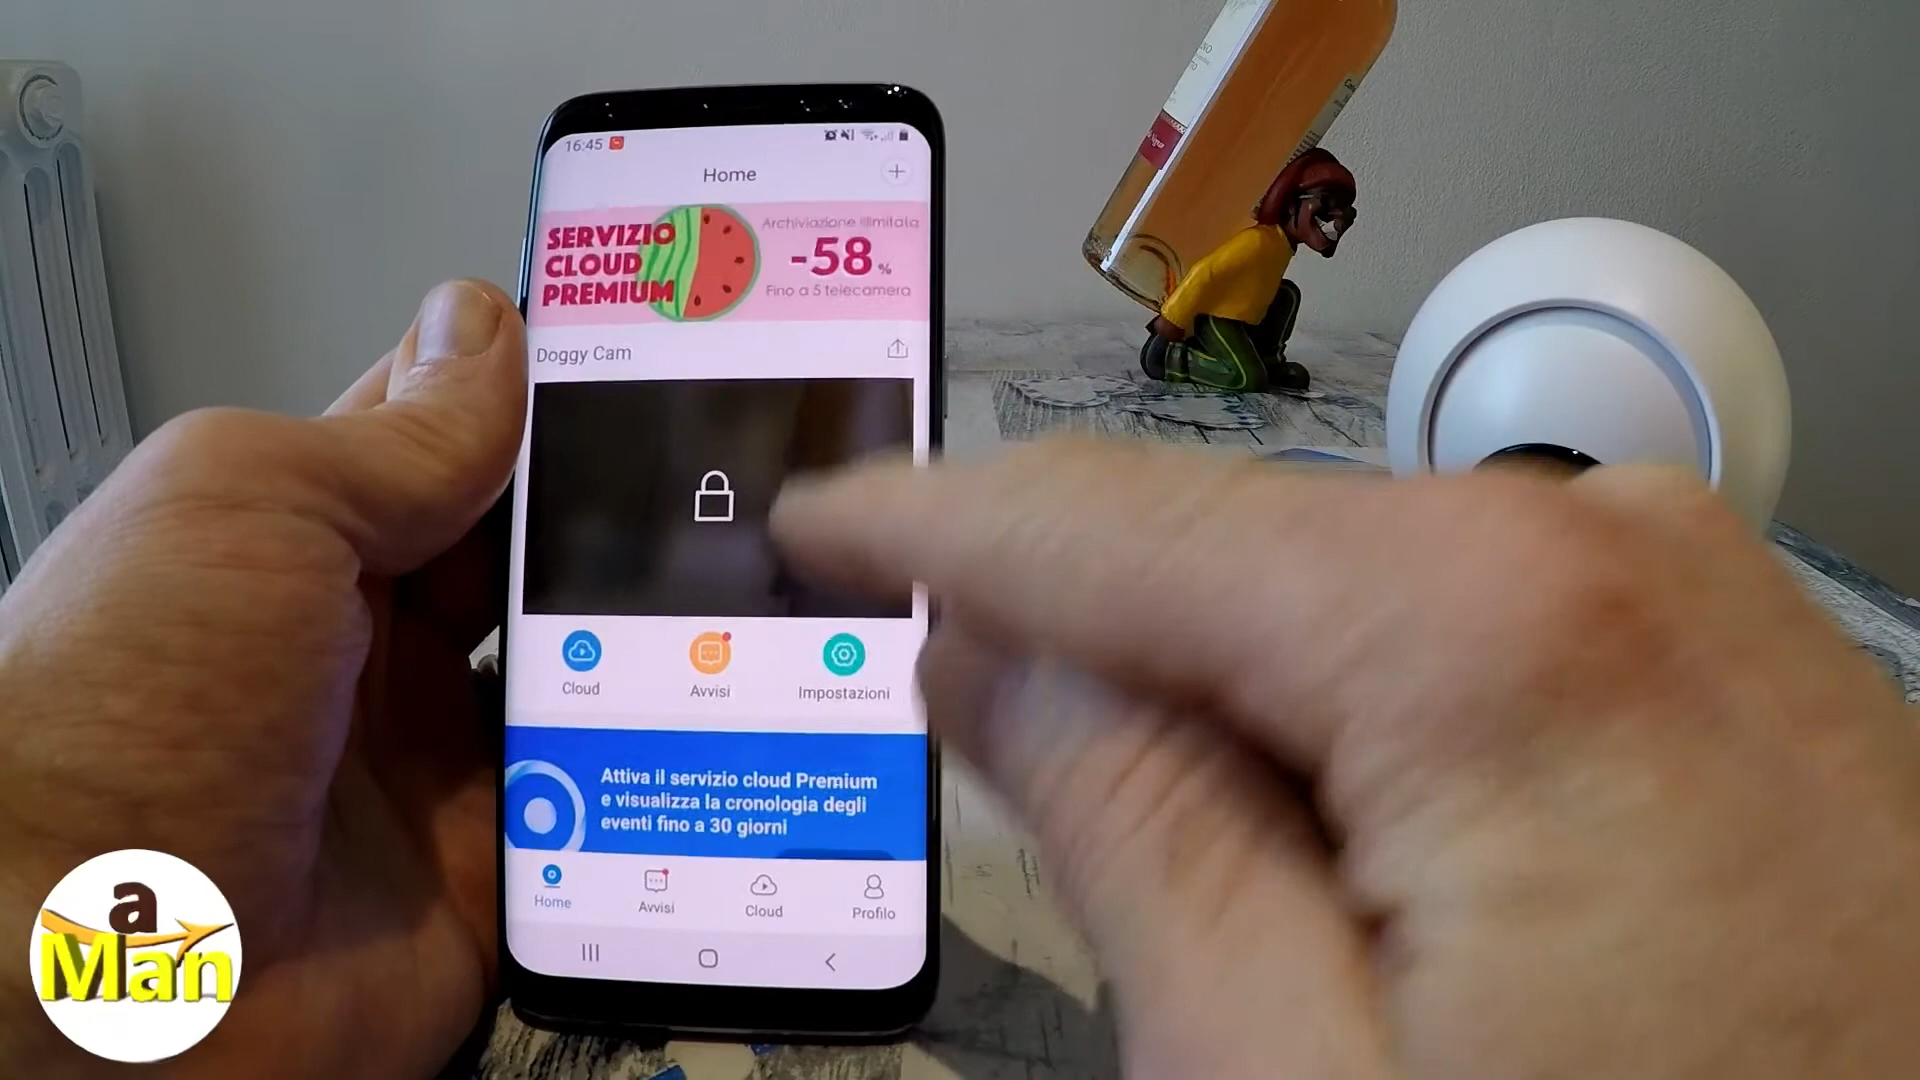 16:45
Home
SERVIZIO
CLOUD
PREMIUM
Archiviazione illimitata
-58%
Fino a 5 telecamera
Doggy Cam
Cloud
Avvisi
Impostazioni
Attiva il servizio cloud Premium
e visualizza la cronologia degli
eventi fino a 30 giorni
Home
Avvisi
Cloud
Profilo
a
Man